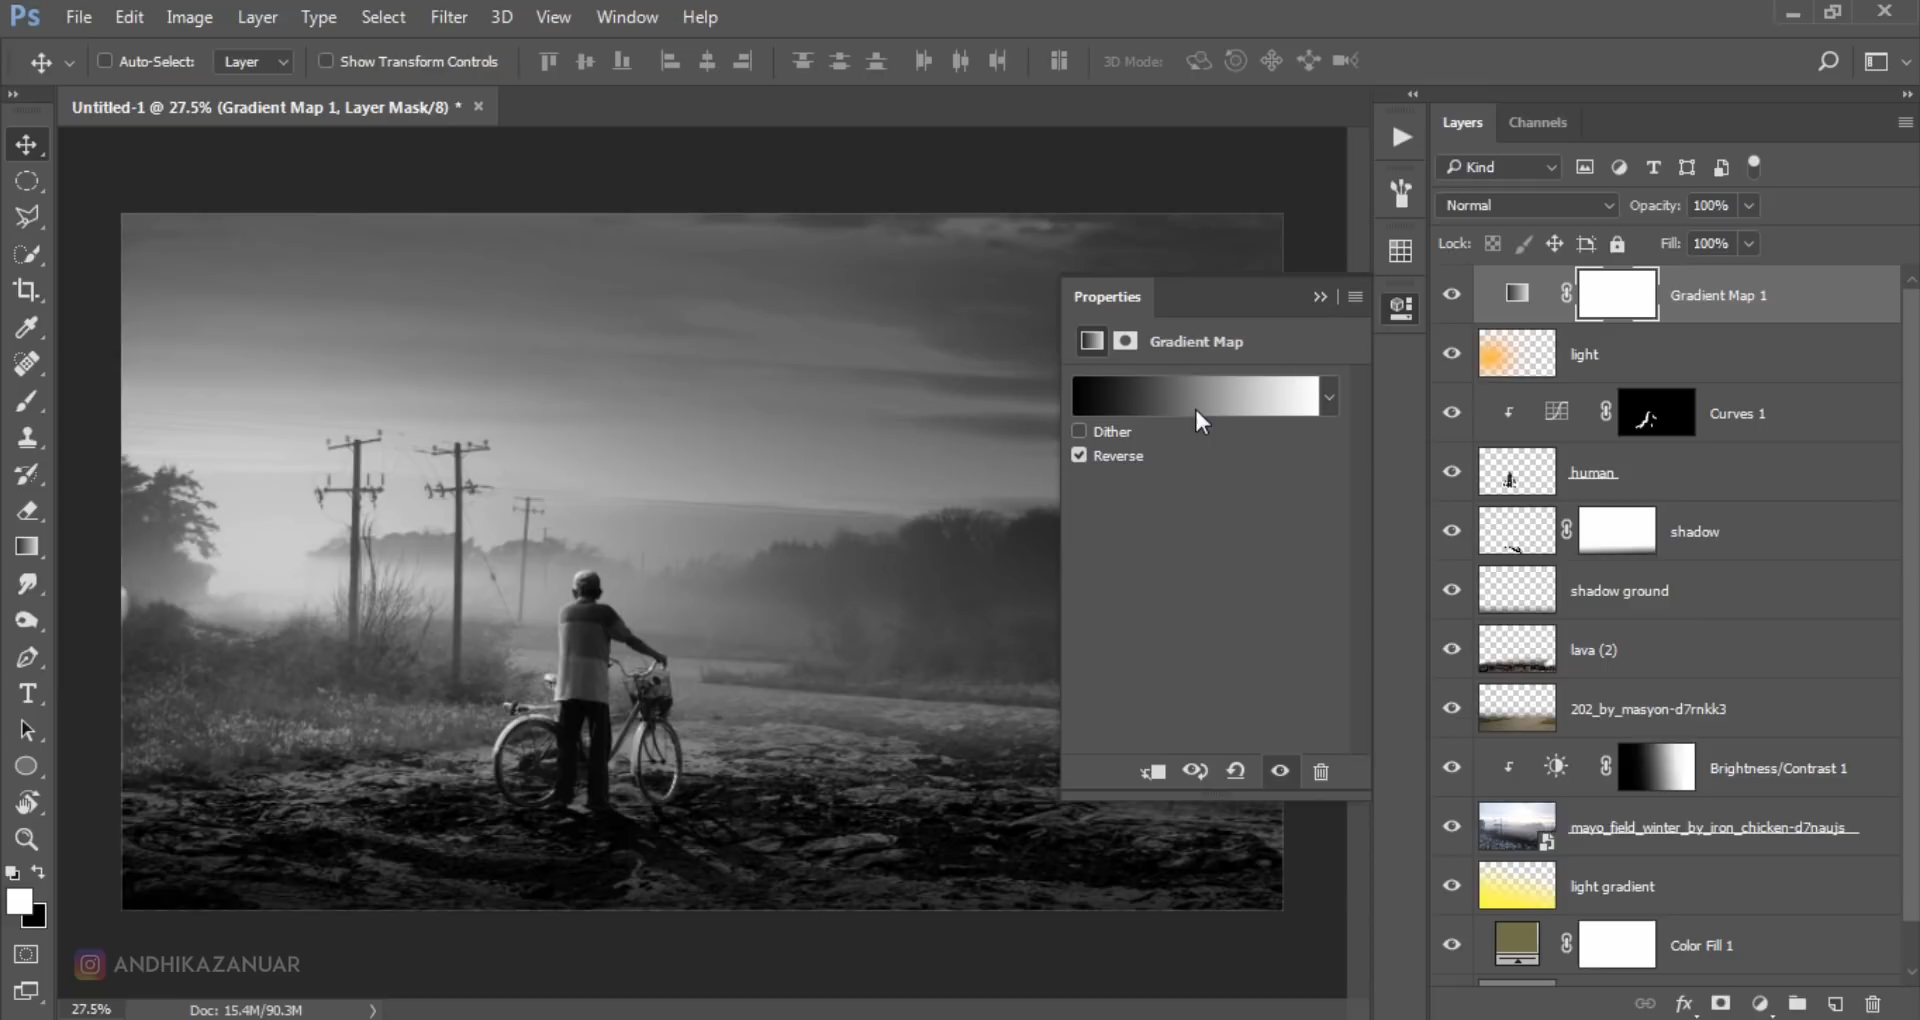 Ps File Edit Image Layer Type Select Filter 3D View Window Help
Auto-Select: Layer Show Transform Controls 3D Mode:
Untitled-1 @ 27.5% (Gradient Map 1, Layer Mask/8) *
Layers Channels
Kind
Normal Opacity: 100%
Lock: Fill: 100%
Gradient Map 1
light
Curves 1
human
shadow
shadow ground
lava (2)
202_by_masyon-d7rnkk3
Brightness/Contrast 1
mayo_field_winter_by_iron_chicken-d7naujs
light gradient
Color Fill 1
Properties
Gradient Map
Dither
Reverse
ANDHIKAZANUAR
27.5% Doc: 15.4M/90.3M